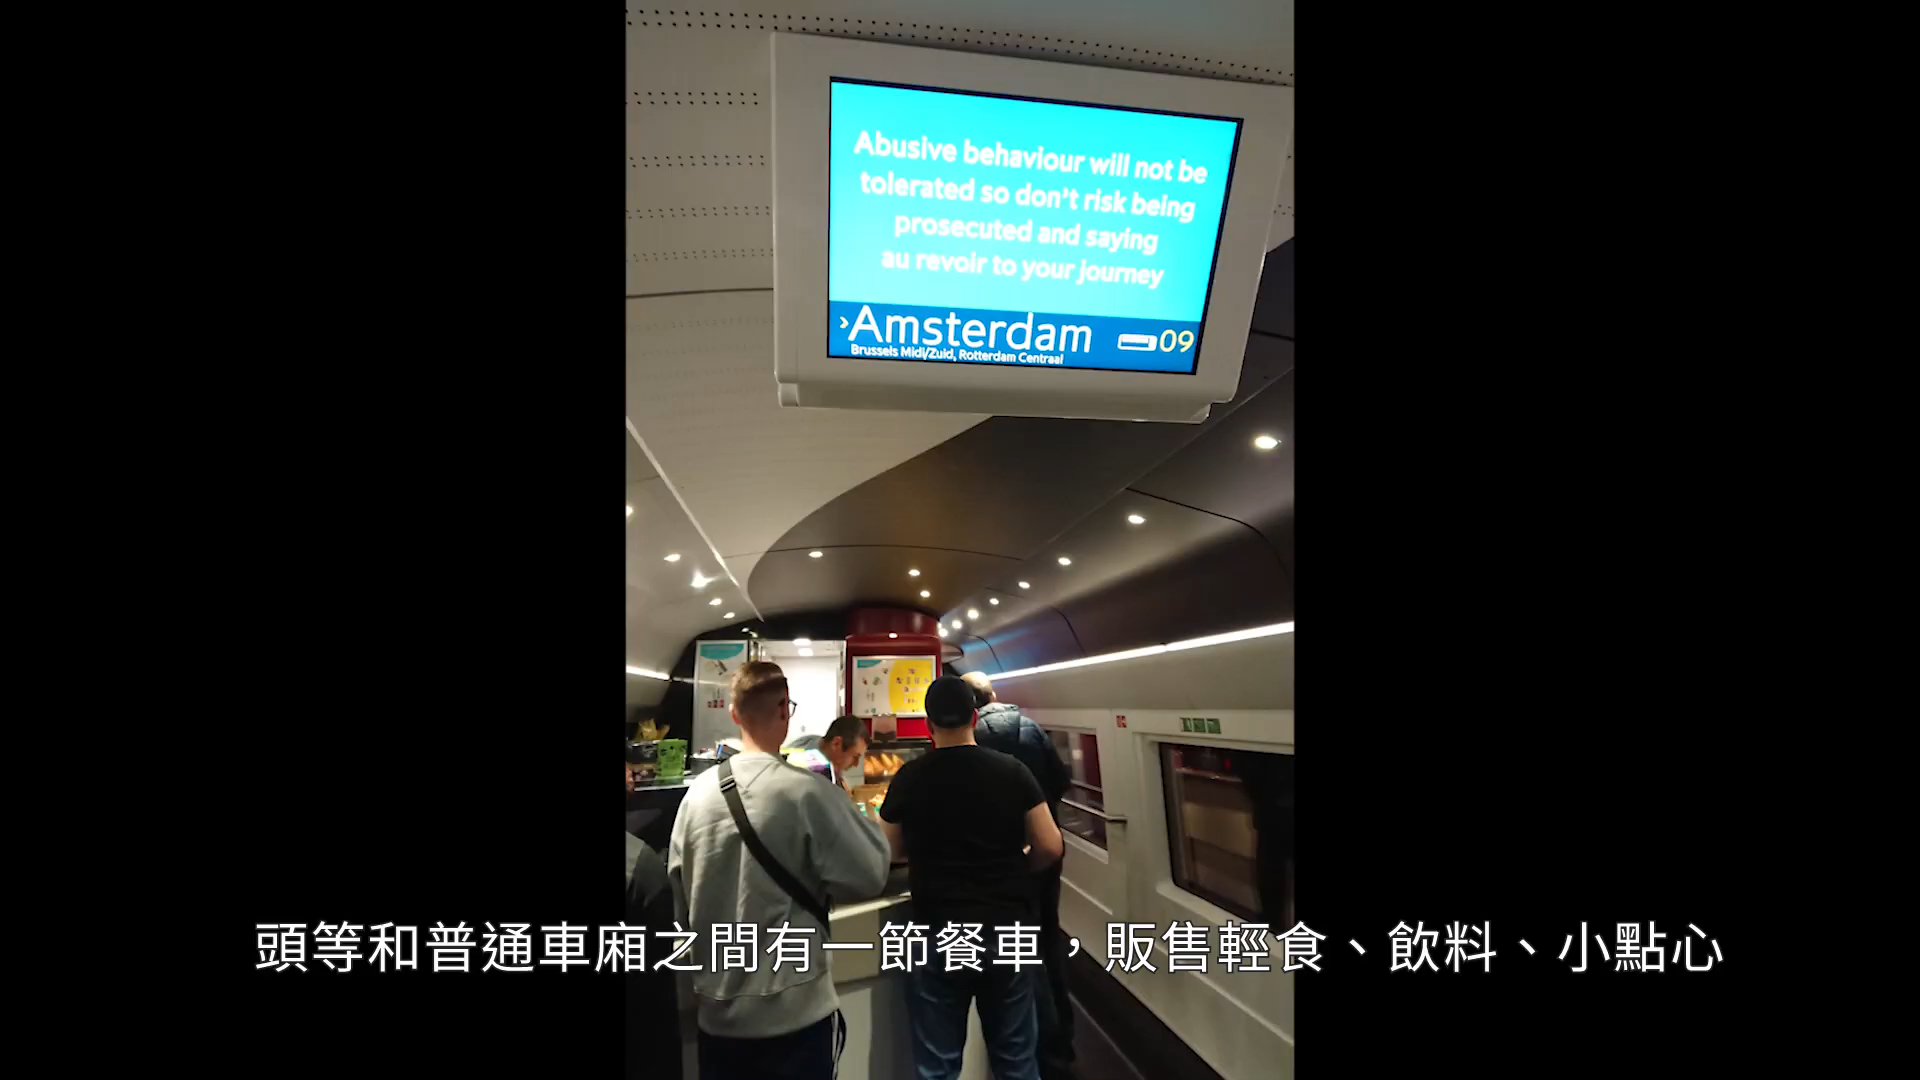 Abusive behaviour will not be
tolerated so don't risk being
prosecuted and saying
au revoir to your journey
›Amsterdam 09
Brussels Midi/Zuid, Rotterdam Centraal
頭等和普通車廂之間有一節餐車，販售輕食、飲料、小點心